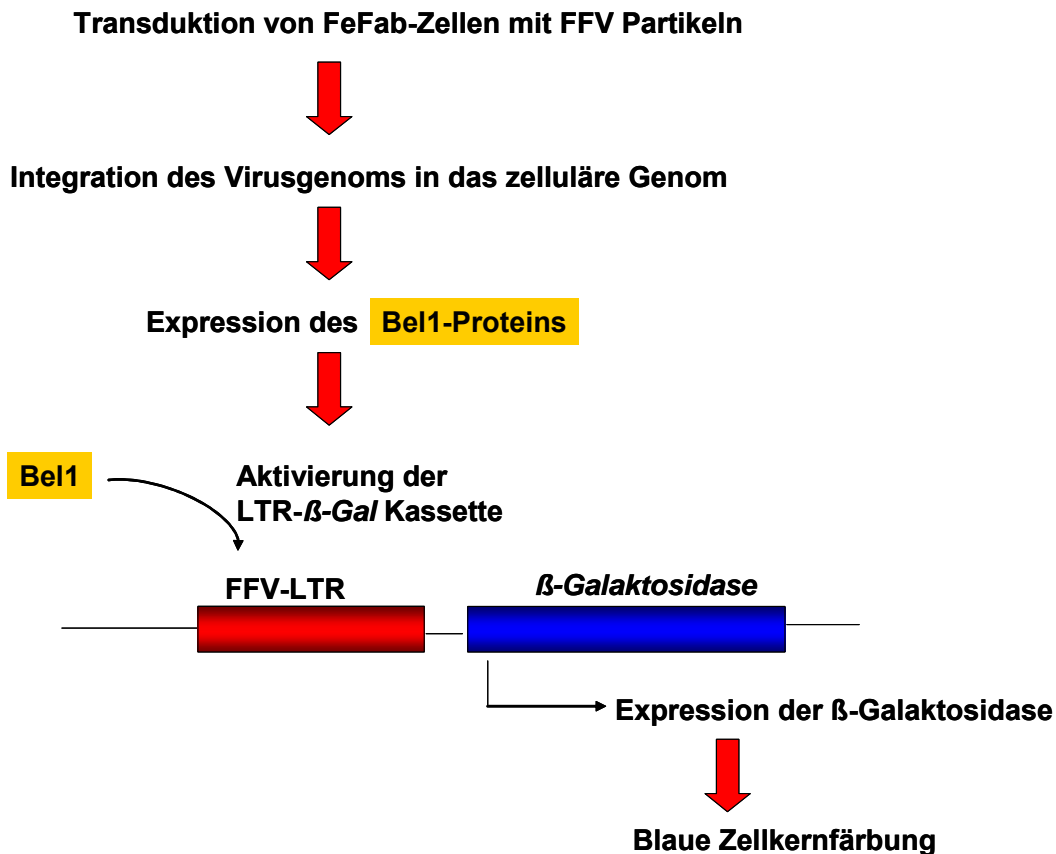 Transduktion von FeFab-Zellen mit FFV Partikeln
Integration des Virusgenoms in das zelluläre Genom
Expression des Bel1-Proteins
Bel1
Aktivierung der
LTR-ß-Gal Kassette
FFV-LTR
ß-Galaktosidase
Expression der ß-Galaktosidase
Blaue Zellkernfärbung